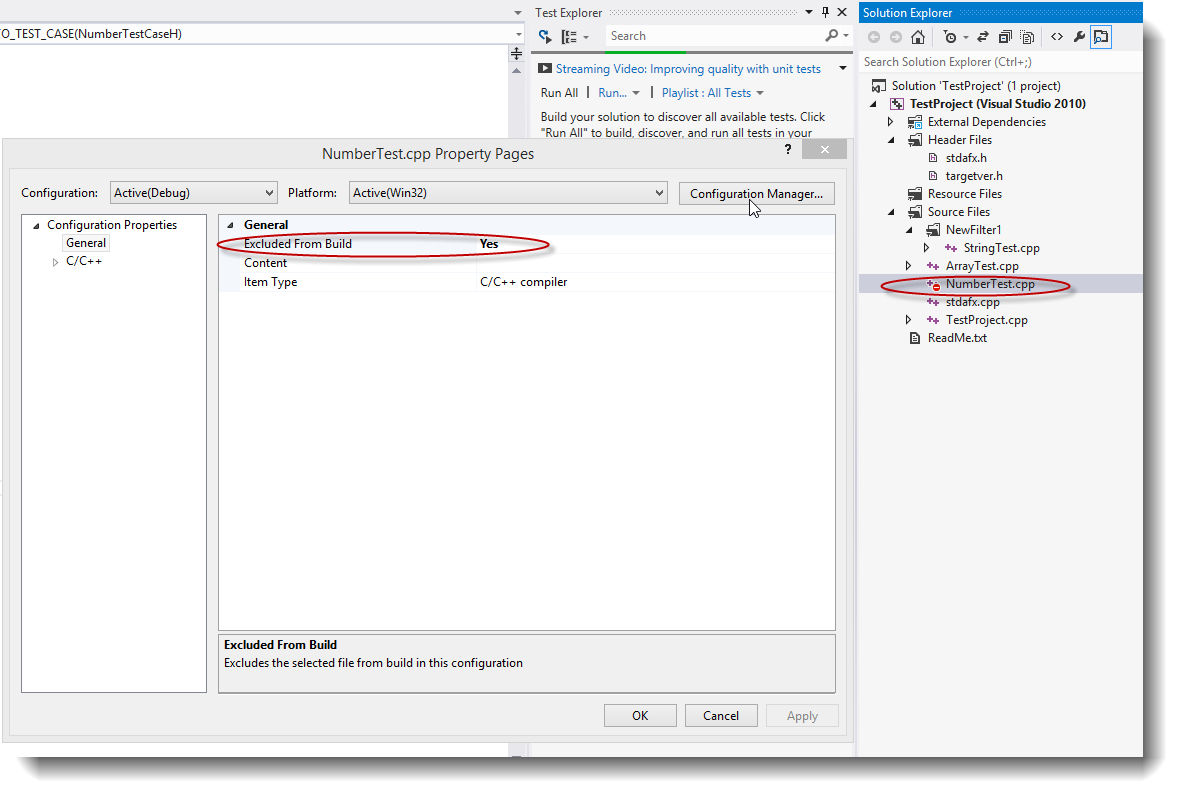 O_TEST_CASE(NumberTestCaseH)
Test Explorer
Search
Streaming Video: Improving quality with unit tests
Run All | Run... | Playlist : All Tests
Build your solution to discover all available tests. Click
"Run All" to build, discover, and run all tests in your
Solution Explorer
Search Solution Explorer (Ctrl+;)
Solution 'TestProject' (1 project)
TestProject (Visual Studio 2010)
External Dependencies
Header Files
stdafx.h
targetver.h
Resource Files
Source Files
NewFilter1
StringTest.cpp
ArrayTest.cpp
NumberTest.cpp
stdafx.cpp
TestProject.cpp
ReadMe.txt
NumberTest.cpp Property Pages
?
Configuration: Active(Debug) Platform: Active(Win32) Configuration Manager...
Configuration Properties
General
C/C++
General
Excluded From Build Yes
Content
Item Type C/C++ compiler
Excluded From Build
Excludes the selected file from build in this configuration
OK Cancel Apply